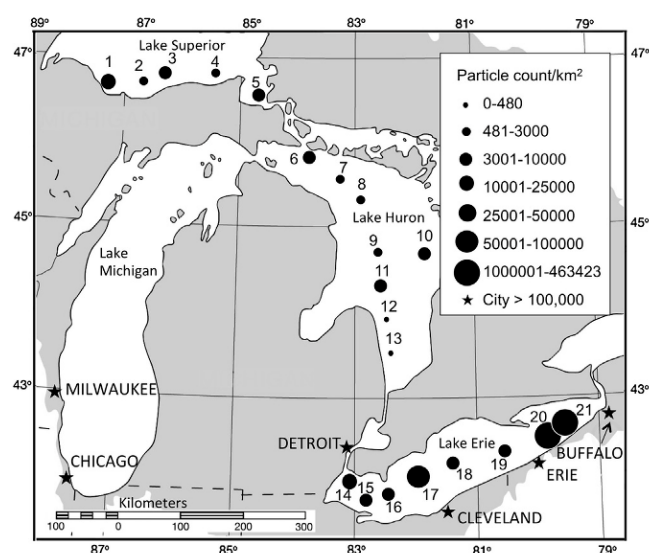 89° 87° 85° 83° 81° 79°
47° 47°
Lake Superior
1 2 3 4 5
Particle count/km²
0-480
481-3000
3001-10000
10001-25000
25001-50000
50001-100000
1000001-463423
City > 100,000
6 7 8
45° 45°
Lake Huron
9 10
Lake
Michigan
11
12
13
43° 43°
MILWAUKEE
DETROIT
Lake Erie
20 21
BUFFALO
CHICAGO
14 15 16 17 18 19
ERIE
CLEVELAND
Kilometers
100 0 100 200 300
87° 85° 83° 81° 79°